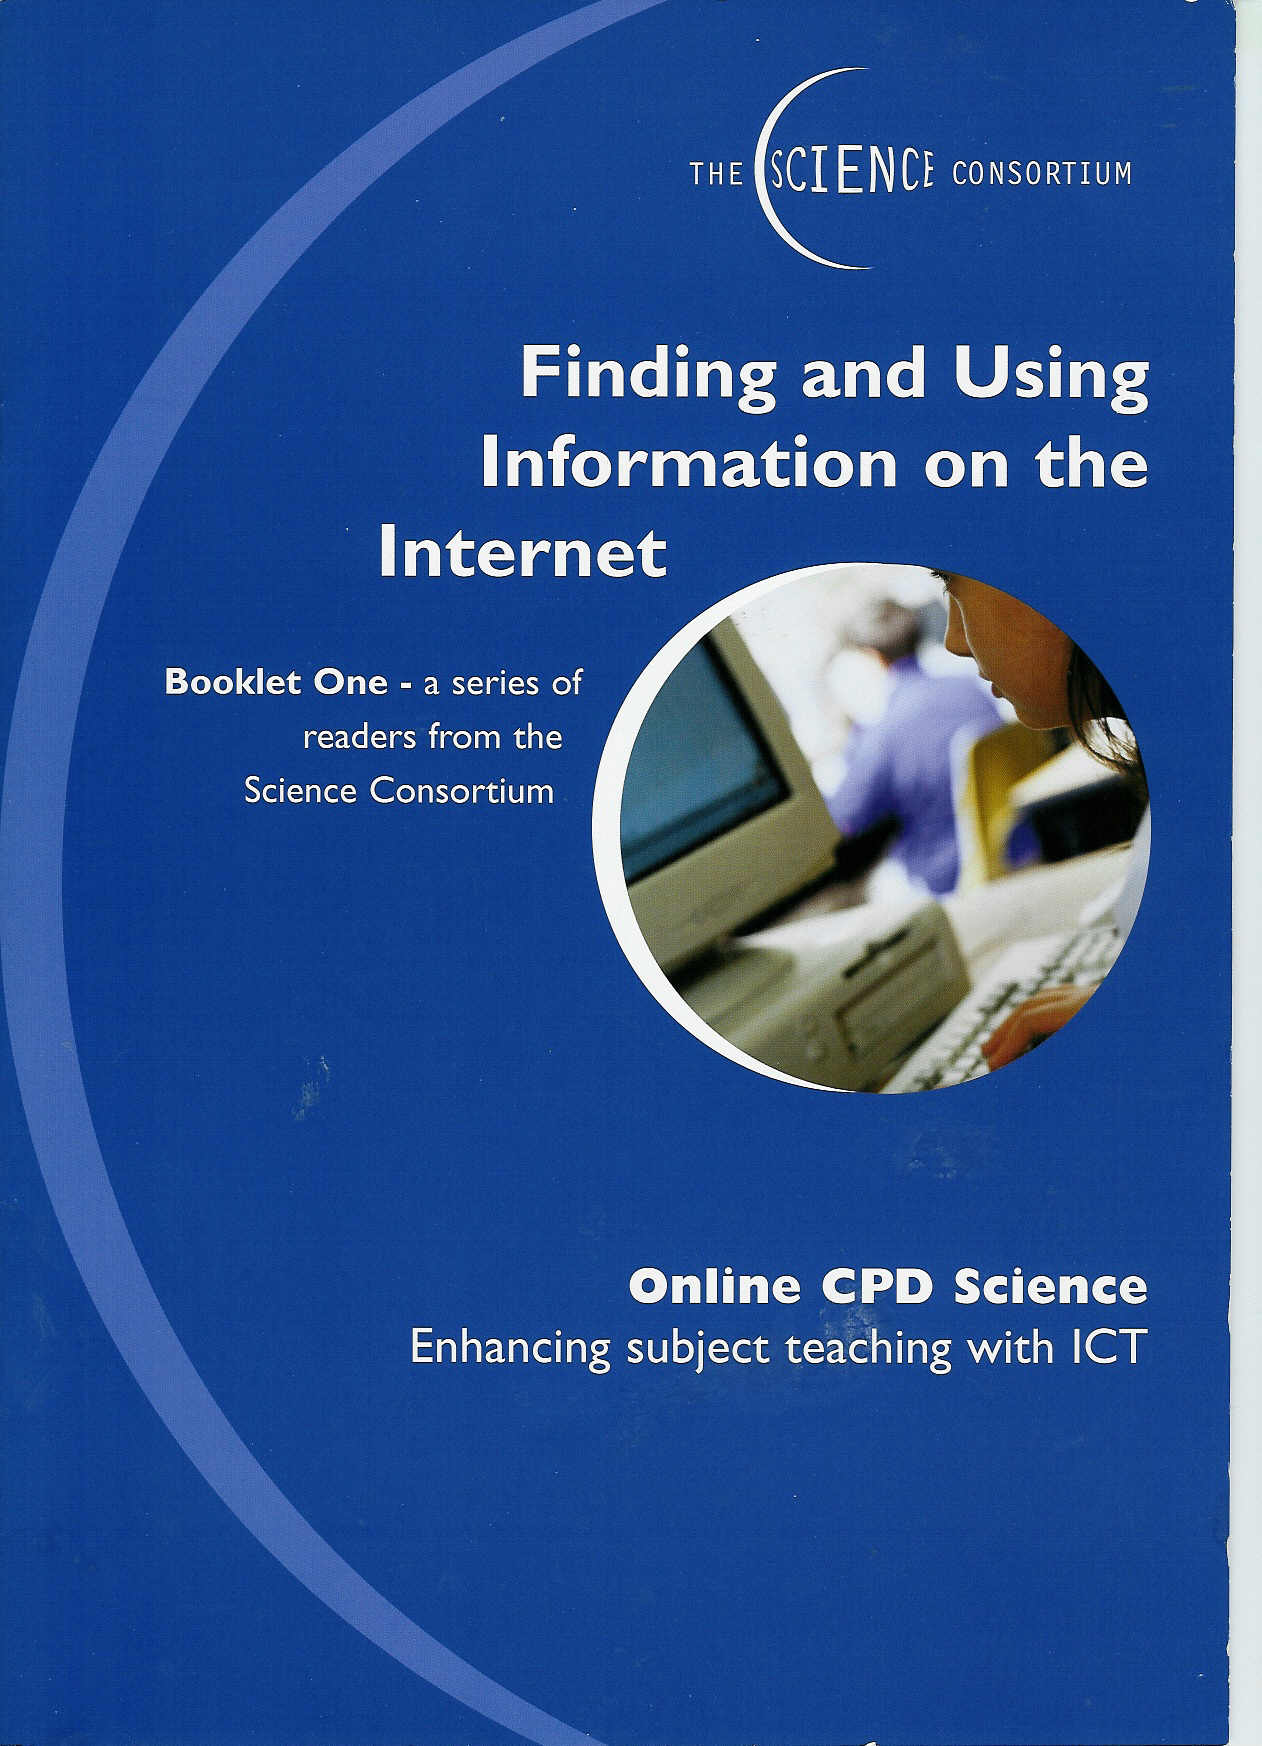 THE SCIENCE CONSORTIUM
Finding and Using
Information on the
Internet
Booklet One - a series of
readers from the
Science Consortium
Online CPD Science
Enhancing subject teaching with ICT